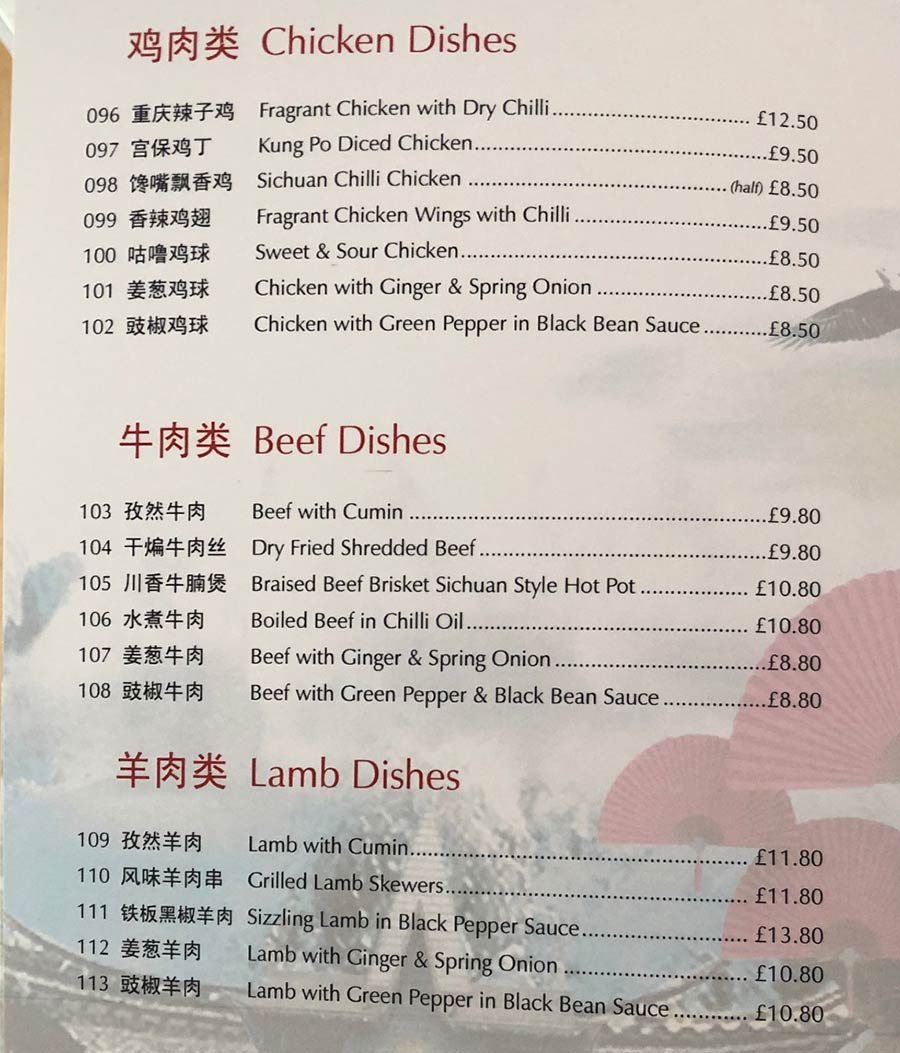 鸡肉类 Chicken Dishes
096 重庆辣子鸡 Fragrant Chicken with Dry Chilli ........ £12.50
097 宫保鸡丁 Kung Po Diced Chicken ........ £9.50
098 馋嘴飘香鸡 Sichuan Chilli Chicken ........ (half) £8.50
099 香辣鸡翅 Fragrant Chicken Wings with Chilli ........ £9.50
100 咕噜鸡球 Sweet & Sour Chicken ........ £8.50
101 姜葱鸡球 Chicken with Ginger & Spring Onion ........ £8.50
102 豉椒鸡球 Chicken with Green Pepper in Black Bean Sauce ........ £8.50
牛肉类 Beef Dishes
103 孜然牛肉 Beef with Cumin ........ £9.80
104 干煸牛肉丝 Dry Fried Shredded Beef ........ £9.80
105 川香牛腩煲 Braised Beef Brisket Sichuan Style Hot Pot ........ £10.80
106 水煮牛肉 Boiled Beef in Chilli Oil ........ £10.80
107 姜葱牛肉 Beef with Ginger & Spring Onion ........ £8.80
108 豉椒牛肉 Beef with Green Pepper & Black Bean Sauce ........ £8.80
羊肉类 Lamb Dishes
109 孜然羊肉 Lamb with Cumin ........ £11.80
110 风味羊肉串 Grilled Lamb Skewers ........ £11.80
111 铁板黑椒羊肉 Sizzling Lamb in Black Pepper Sauce ........ £13.80
112 姜葱羊肉 Lamb with Ginger & Spring Onion ........ £10.80
113 豉椒羊肉 Lamb with Green Pepper in Black Bean Sauce ........ £10.80